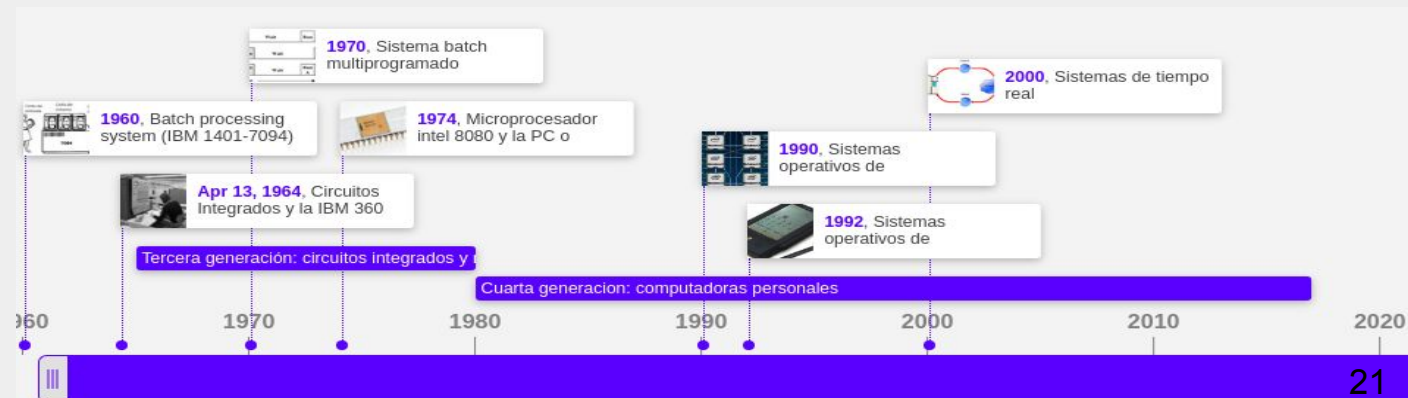 1970, Sistema batch
multiprogramado
2000, Sistemas de tiempo
real
1960, Batch processing
system (IBM 1401-7094)
1974, Microprocesador
intel 8080 y la PC o
1990, Sistemas
operativos de
Apr 13, 1964, Circuitos
Integrados y la IBM 360
1992, Sistemas
operativos de
Tercera generación: circuitos integrados y
Cuarta generacion: computadoras personales
960 1970 1980 1990 2000 2010 2020
21